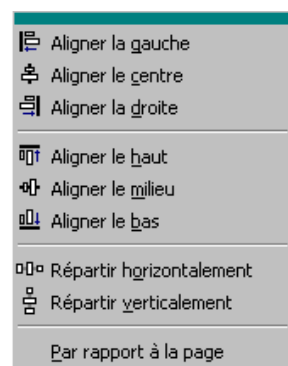 Aligner la gauche
Aligner le centre
Aligner la droite
Aligner le haut
Aligner le milieu
Aligner le bas
Répartir horizontalement
Répartir verticalement
Par rapport à la page